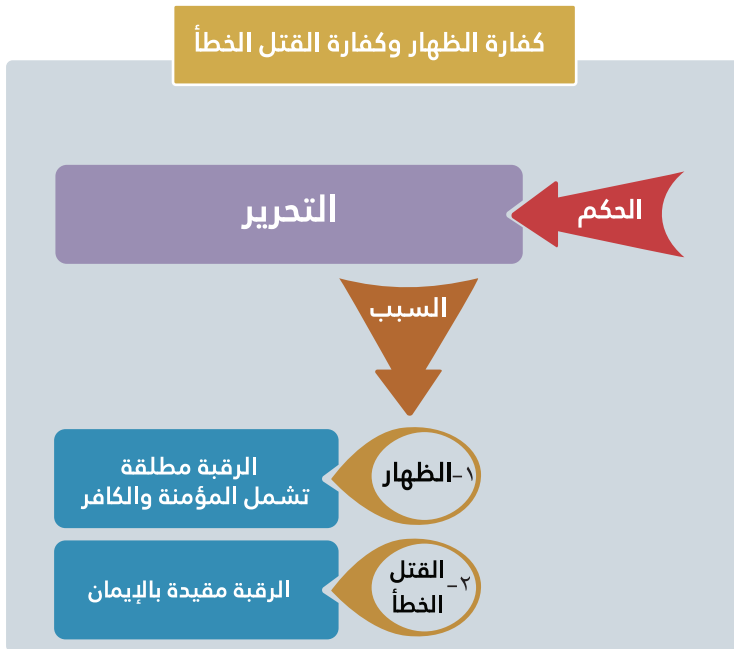 كفارة الظهار وكفارة القتل الخطأ
الحكم
التحرير
السبب
١-الظهار
الرقبة مطلقة
تشمل المؤمنة والكافر
٢-القتل
الخطأ
الرقبة مقيدة بالإيمان